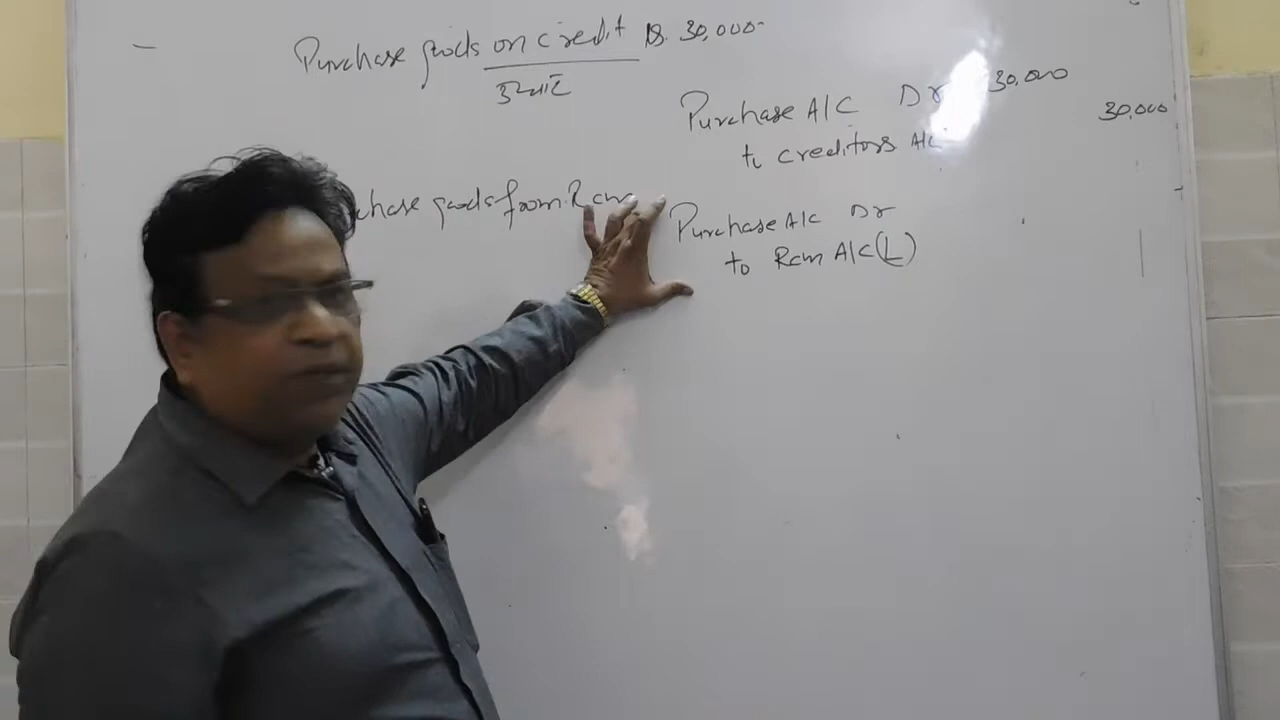 Purchase goods on credit Rs. 30,000
उधार
Purchase A/C Dr 30,000
30,000
to creditors A/C
chase goods from Ram
Purchase A/C Dr
to Ram A/C (L)